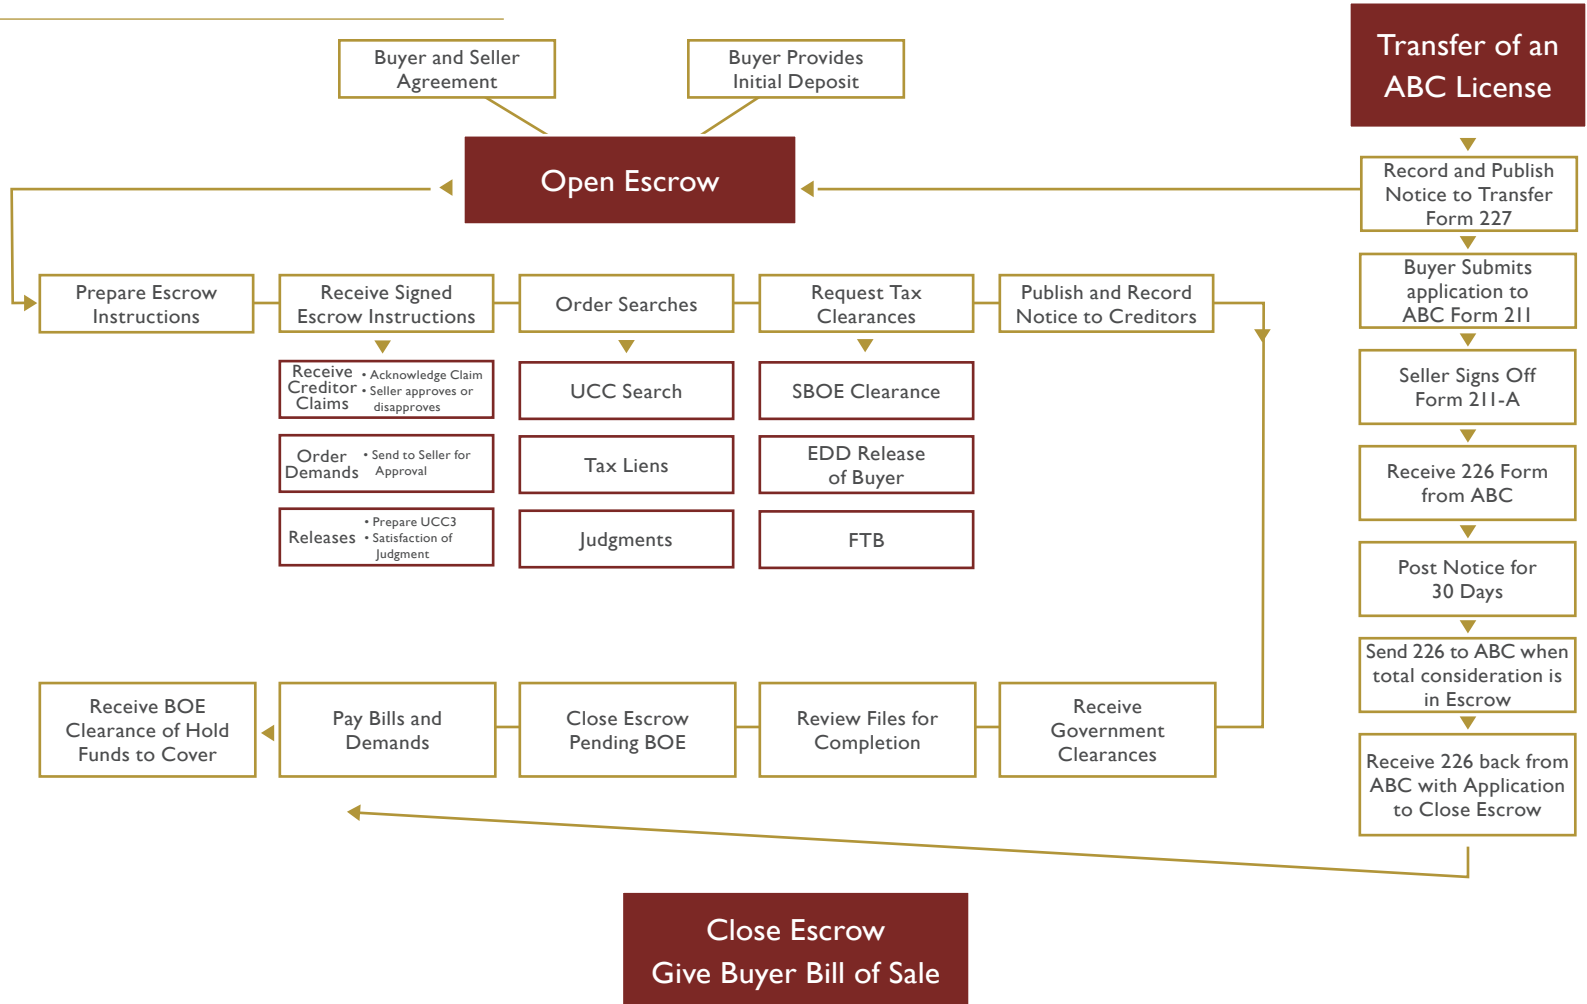 Buyer and Seller
Agreement
Buyer Provides
Initial Deposit
Transfer of an
ABC License
Open Escrow
Record and Publish
Notice to Transfer
Form 227
Buyer Submits
application to
ABC Form 211
Seller Signs Off
Form 211-A
Receive 226 Form
from ABC
Post Notice for
30 Days
Send 226 to ABC when
total consideration is
in Escrow
Receive 226 back from
ABC with Application
to Close Escrow
Prepare Escrow
Instructions
Receive Signed
Escrow Instructions
Order Searches
Request Tax
Clearances
Publish and Record
Notice to Creditors
Receive
Creditor
Claims
• Acknowledge Claim
• Seller approves or
disapproves
Order
Demands
• Send to Seller for
Approval
Releases
• Prepare UCC3
• Satisfaction of
Judgment
UCC Search
Tax Liens
Judgments
SBOE Clearance
EDD Release
of Buyer
FTB
Receive BOE
Clearance of Hold
Funds to Cover
Pay Bills and
Demands
Close Escrow
Pending BOE
Review Files for
Completion
Receive
Government
Clearances
Close Escrow
Give Buyer Bill of Sale